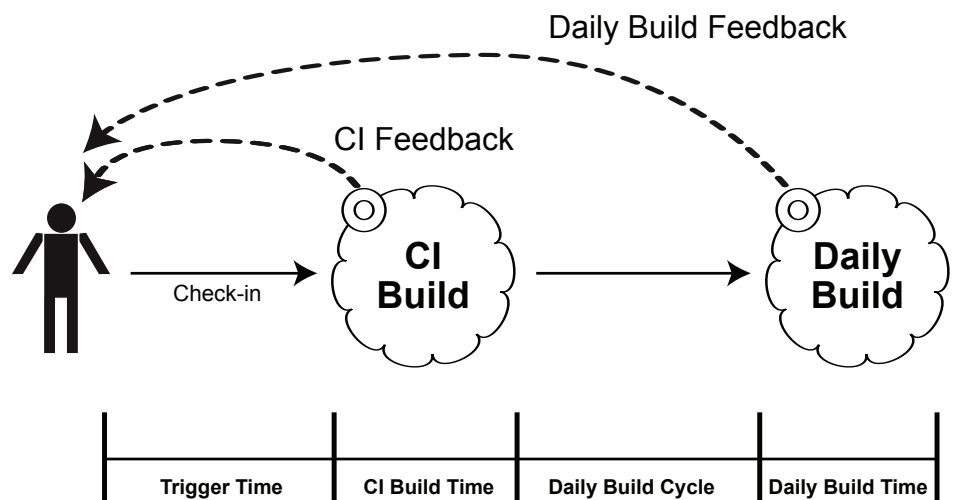 Daily Build Feedback
CI Feedback
CI
Build
Daily
Build
Check-in
Trigger Time
CI Build Time
Daily Build Cycle
Daily Build Time